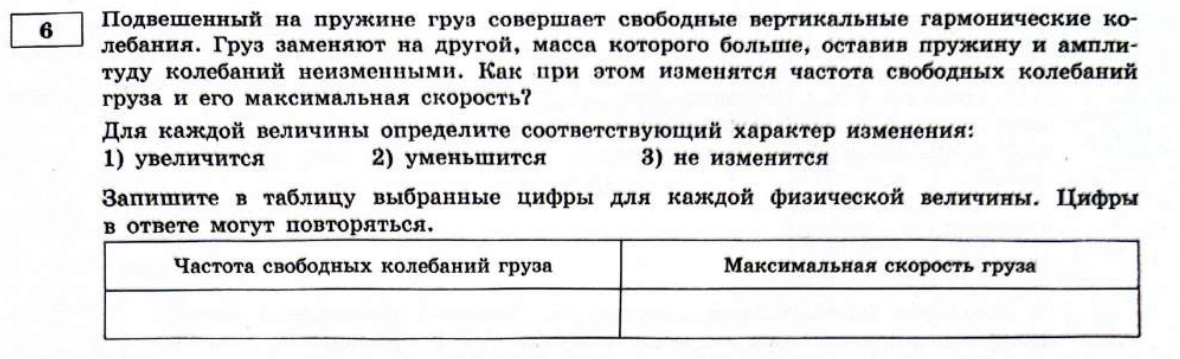 6
Подвешенный на пружине груз совершает свободные вертикальные гармонические ко-
лебания. Груз заменяют на другой, масса которого больше, оставив пружину и ампли-
туду колебаний неизменными. Как при этом изменятся частота свободных колебаний
груза и его максимальная скорость?
Для каждой величины определите соответствующий характер изменения:
1) увеличится 2) уменьшится 3) не изменится
Запишите в таблицу выбранные цифры для каждой физической величины. Цифры
в ответе могут повторяться.
Частота свободных колебаний груза Максимальная скорость груза